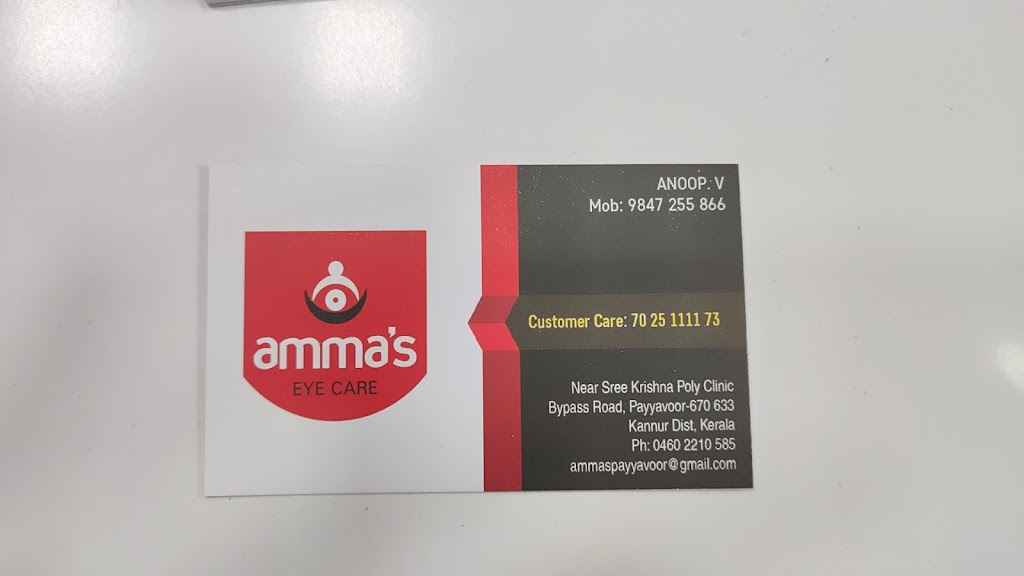 amma's
EYE CARE
ANOOP. V
Mob: 9847 255 866
Customer Care: 70 25 1111 73
Near Sree Krishna Poly Clinic
Bypass Road, Payyavoor-670 633
Kannur Dist, Kerala
Ph: 0460 2210 585
ammaspayyavoor@gmail.com